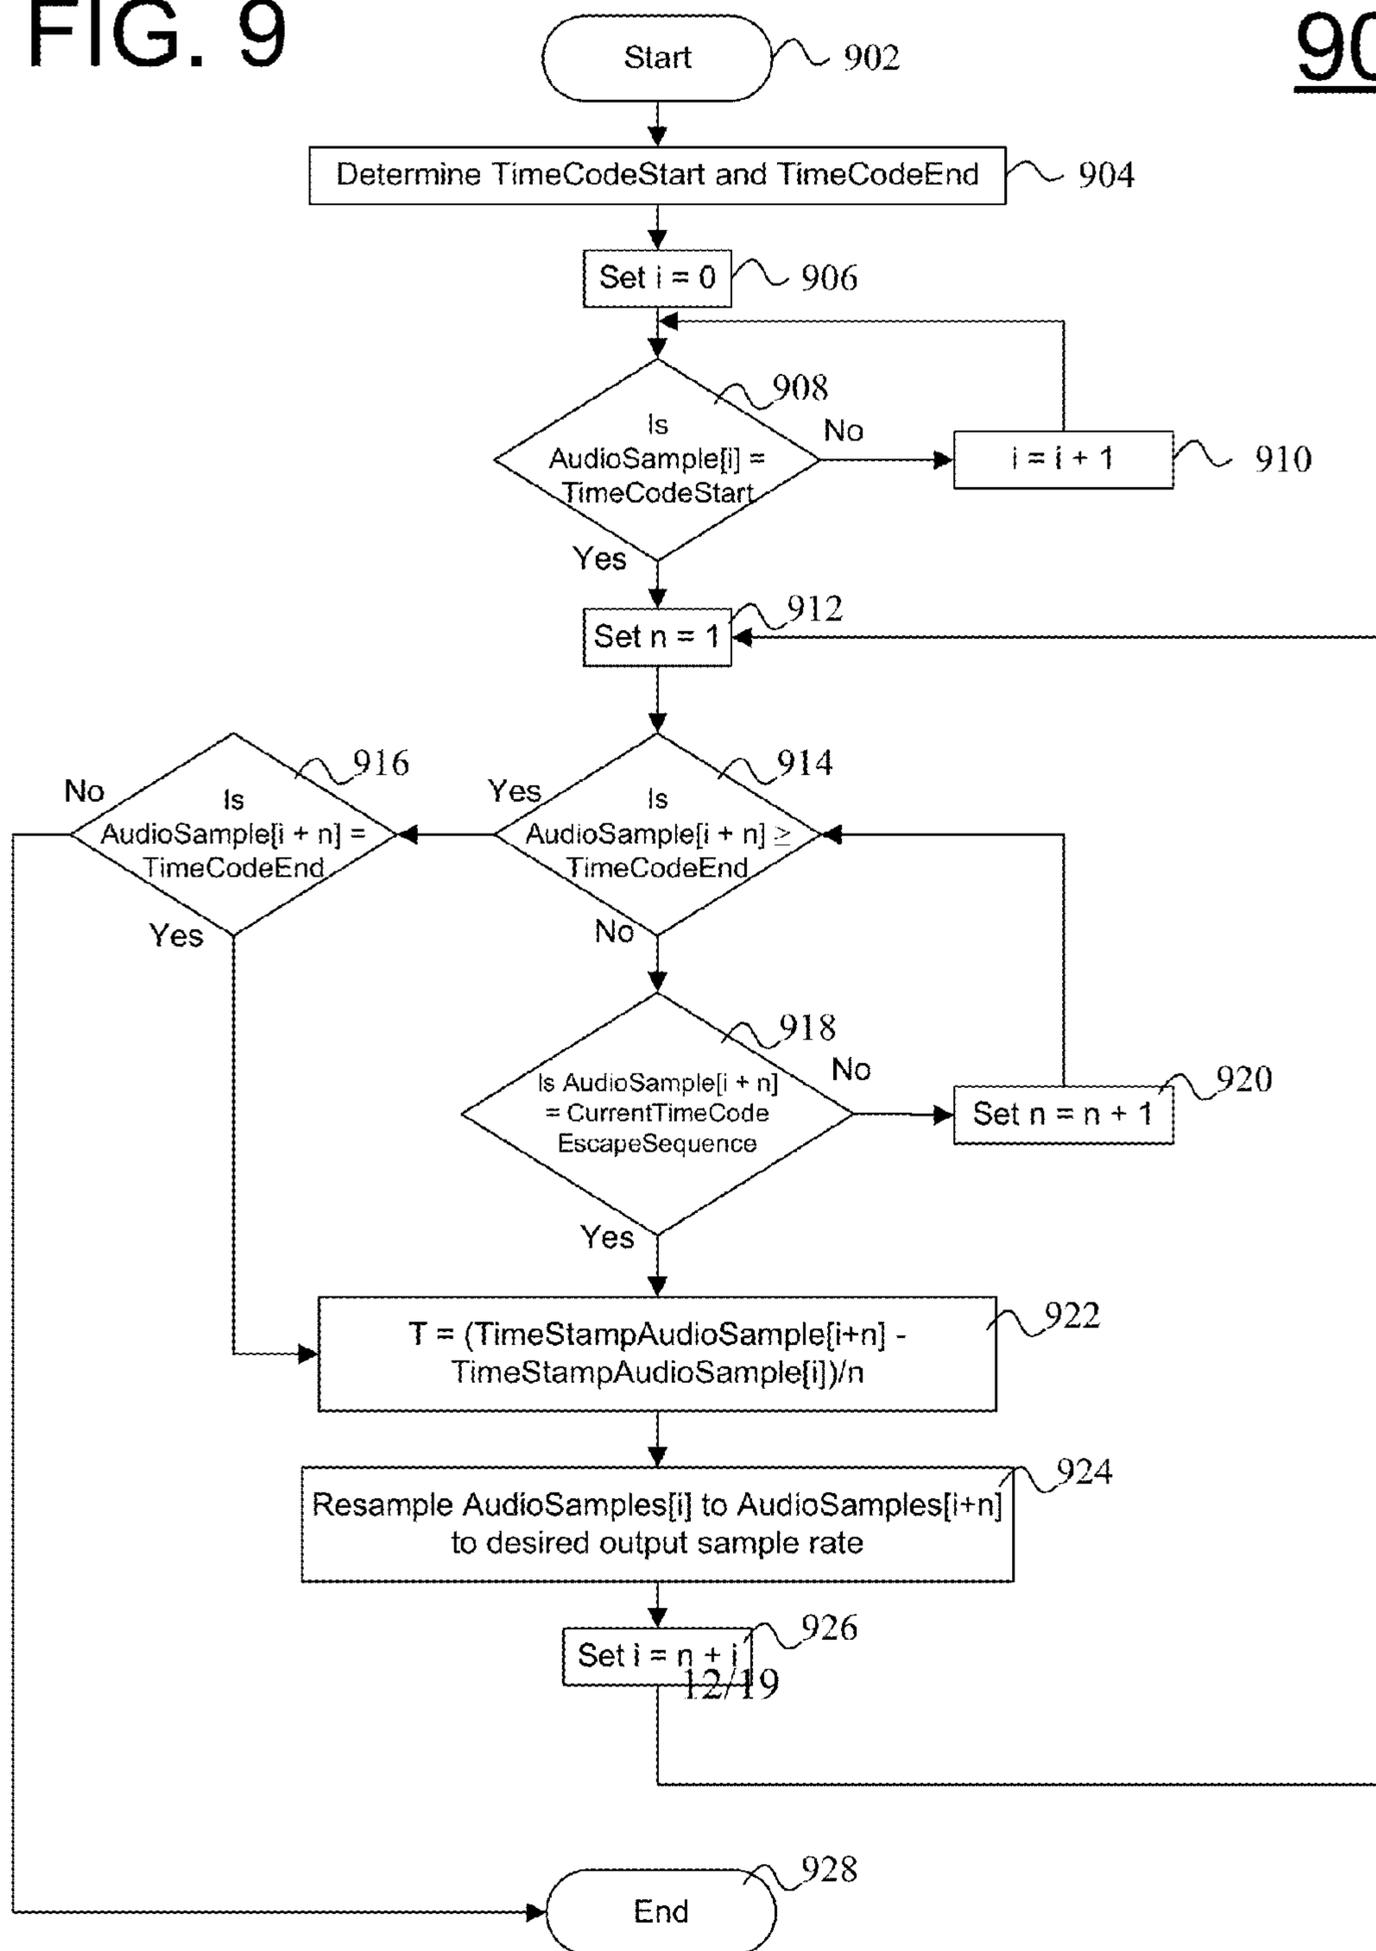 FIG. 9
90
Start
902
Determine TimeCodeStart and TimeCodeEnd
904
Set i = 0
906
908
Is
AudioSample[i] =
TimeCodeStart
No
i = i + 1
910
Yes
Set n = 1
912
916
No
Is
AudioSample[i + n] =
TimeCodeEnd
Yes
914
Yes
Is
AudioSample[i + n] ≥
TimeCodeEnd
No
918
Is AudioSample[i + n]
= CurrentTimeCode
EscapeSequence
No
920
Set n = n + 1
Yes
T = (TimeStampAudioSample[i+n] -
TimeStampAudioSample[i])/n
922
Resample AudioSamples[i] to AudioSamples[i+n]
to desired output sample rate
924
Set i = n + i
926
12/19
End
928